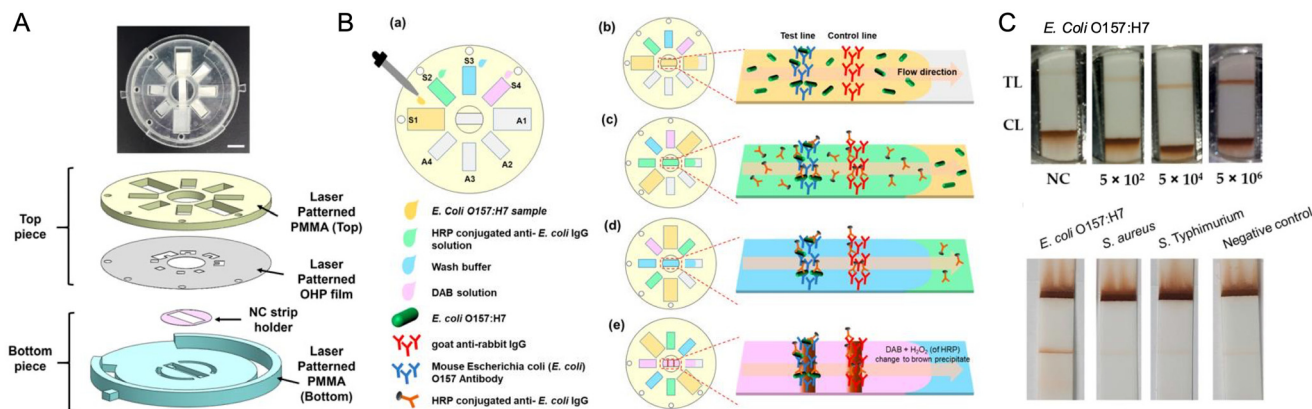 A
Top
piece
Bottom
piece
Laser
Patterned
PMMA (Top)
Laser
Patterned
OHP film
NC strip
holder
Laser
Patterned
PMMA
(Bottom)
B
(a)
S1
S2
S3
S4
A1
A2
A3
A4
E. Coli O157:H7 sample
HRP conjugated anti- E. coli IgG
solution
Wash buffer
DAB solution
E. coli O157:H7
goat anti-rabbit IgG
Mouse Escherichia coli (E. coli)
O157 Antibody
HRP conjugated anti- E. coli IgG
(b)
Test line
Control line
Flow direction
(c)
(d)
(e)
DAB + H₂O₂ (of HRP)
change to brown precipitate
C
E. Coli O157:H7
TL
CL
NC
5 × 10²
5 × 10⁴
5 × 10⁶
E. coli O157:H7
S. aureus
S. Typhimurium
Negative control